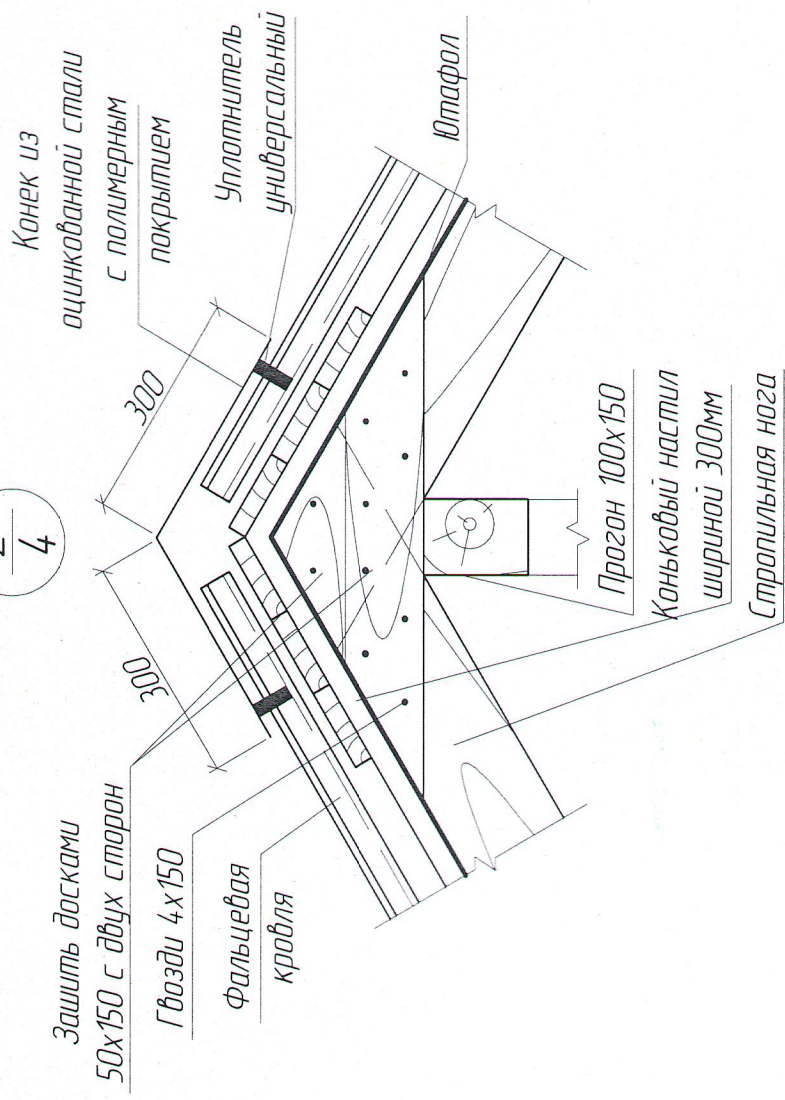 4
Конек из
оцинкованной стали
с полимерным
покрытием
Уплотнитель
универсальный
Ютафол
300
300
Зашить досками
50х150 с двух сторон
Гвозди 4х150
Фальцевая
кровля
Прогон 100х150
Коньковый настил
шириной 300мм
Стропильная нога